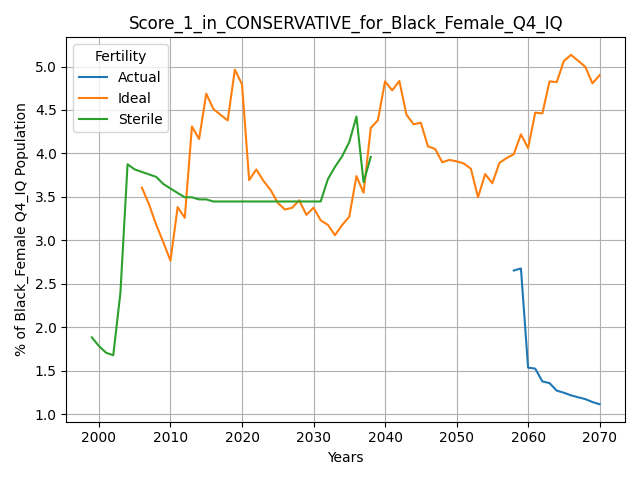 Score_1_in_CONSERVATIVE_for_Black_Female_Q4_IQ
Fertility
Actual
Ideal
Sterile
% of Black_Female Q4_IQ Population
5.0
4.5
4.0
3.5
3.0
2.5
2.0
1.5
1.0
2000 2010 2020 2030 2040 2050 2060 2070
Years